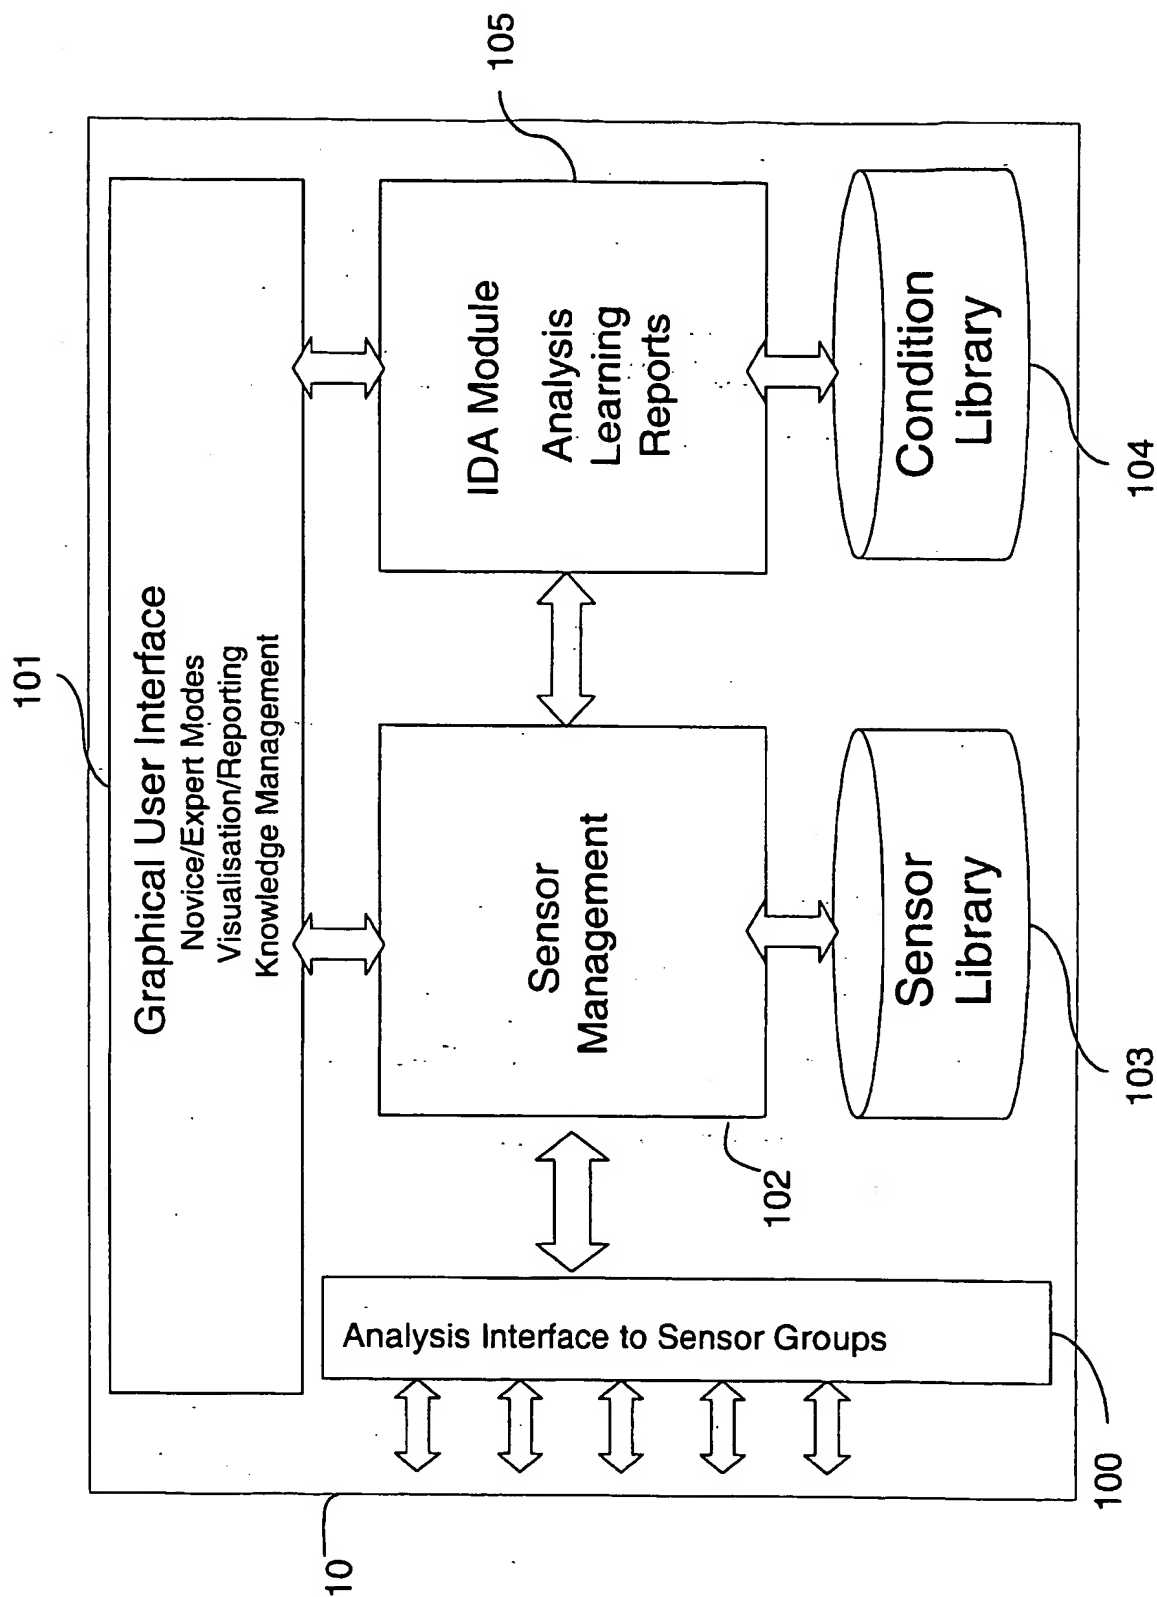 101
Graphical User Interface
Novice/Expert Modes
Visualisation/Reporting
Knowledge Management
10
Analysis Interface to Sensor Groups
100
Sensor
Management
102
IDA Module
Analysis
Learning
Reports
105
Sensor
Library
103
Condition
Library
104